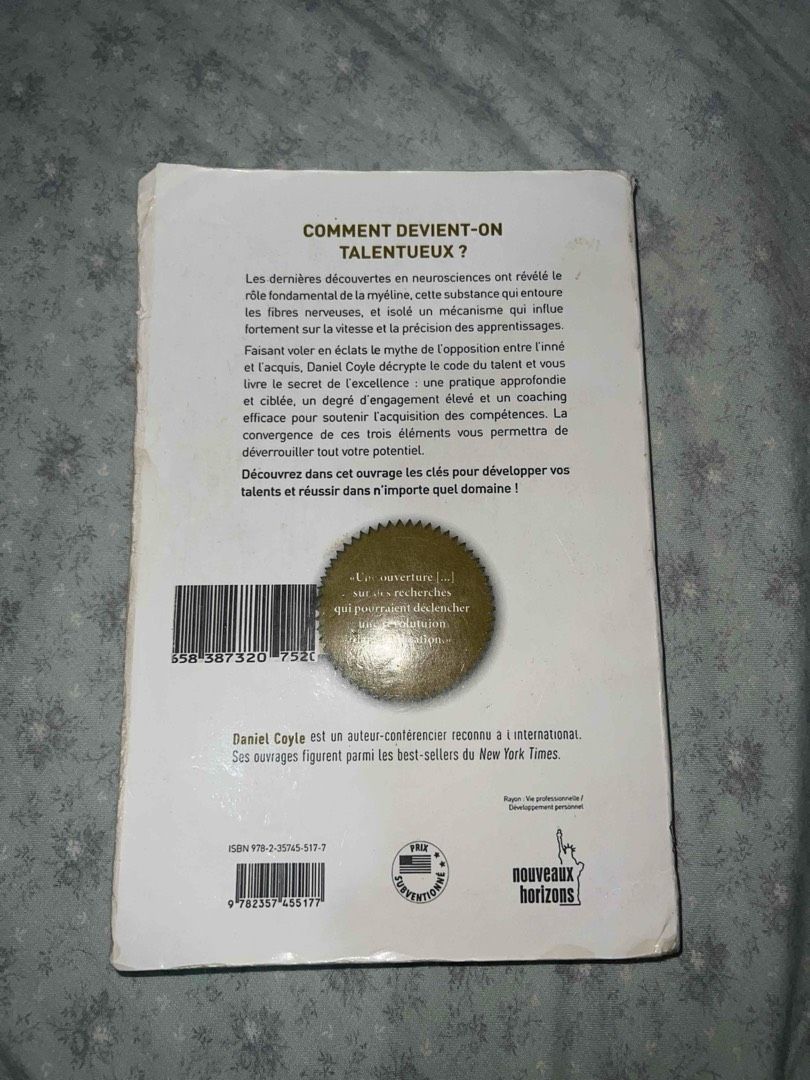 COMMENT DEVIENT-ON
TALENTUEUX ?
Les dernières découvertes en neurosciences ont révélé le
rôle fondamental de la myéline, cette substance qui entoure
les fibres nerveuses, et isolé un mécanisme qui influe
fortement sur la vitesse et la précision des apprentissages.
Faisant voler en éclats le mythe de l'opposition entre l'inné
et l'acquis, Daniel Coyle décrypte le code du talent et vous
livre le secret de l'excellence : une pratique approfondie
et ciblée, un degré d'engagement élevé et un coaching
efficace pour soutenir l'acquisition des compétences. La
convergence de ces trois éléments vous permettra de
déverrouiller tout votre potentiel.
Découvrez dans cet ouvrage les clés pour développer vos
talents et réussir dans n'importe quel domaine !
ouverture [...]
sur des recherches
qui pourraient déclencher
une
658 387320 752
Daniel Coyle est un auteur-conférencier reconnu à l'international.
Ses ouvrages figurent parmi les best-sellers du New York Times.
Rayon : Vie professionnelle /
Développement personnel
ISBN 978-2-35745-517-7
9 782357 455177
PRIX
SUBVENTIONNÉ
nouveaux
horizons